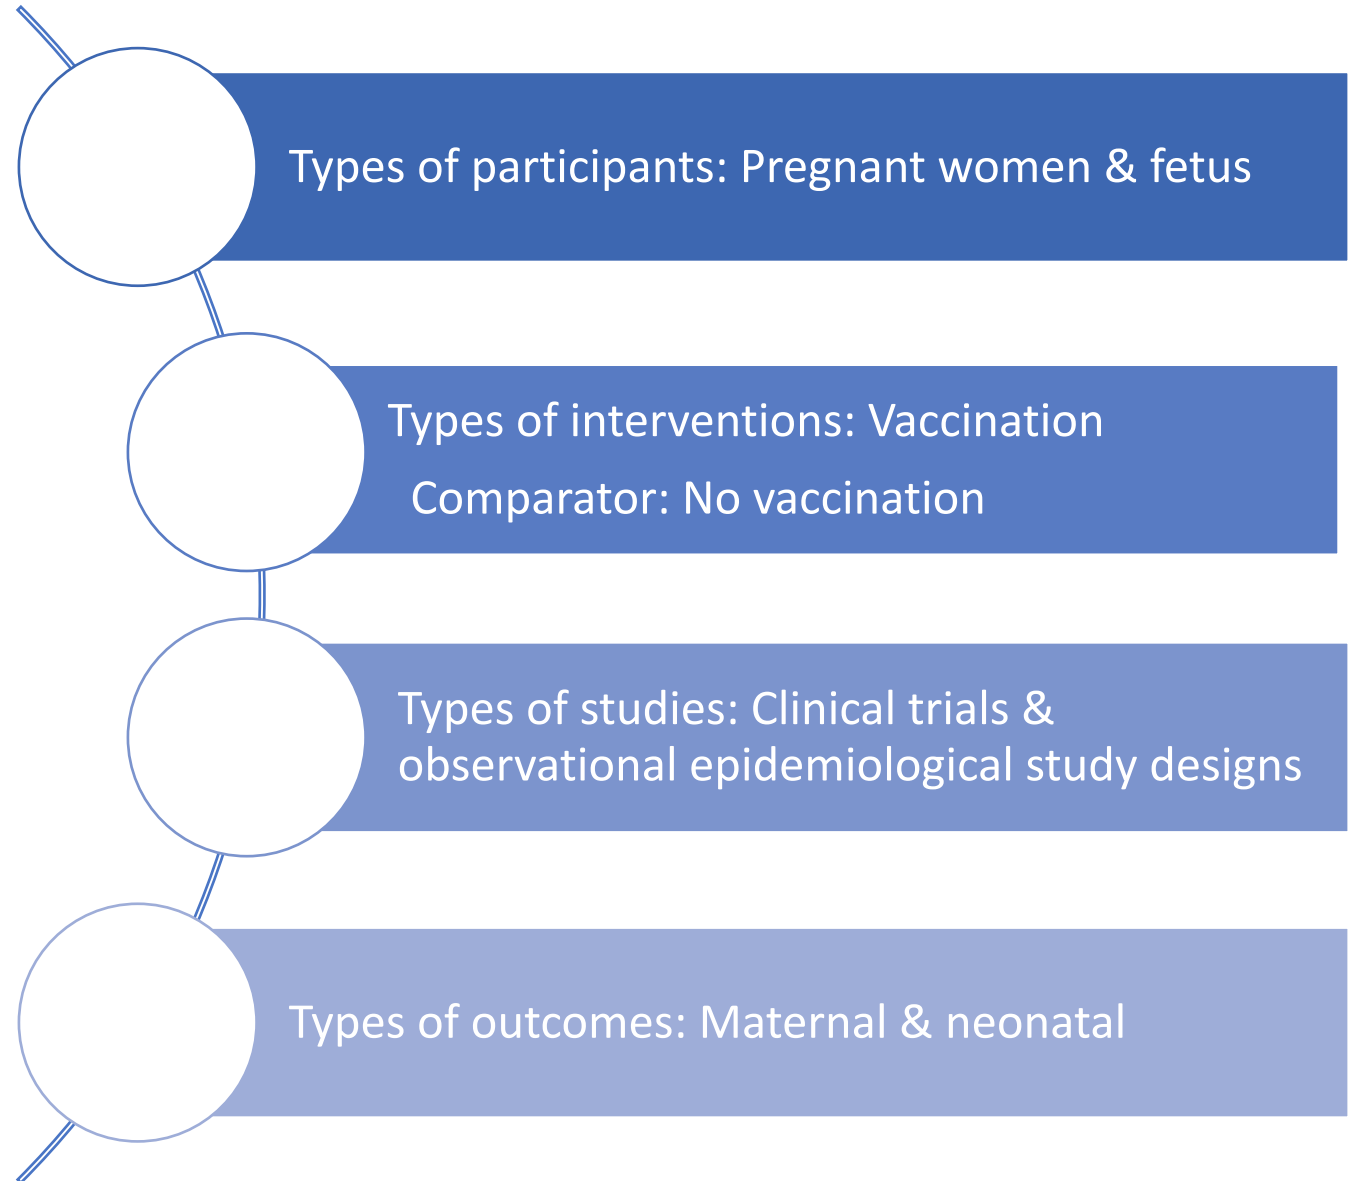 Types of participants: Pregnant women & fetus
Types of interventions: Vaccination
Comparator: No vaccination
Types of studies: Clinical trials &
observational epidemiological study designs
Types of outcomes: Maternal & neonatal